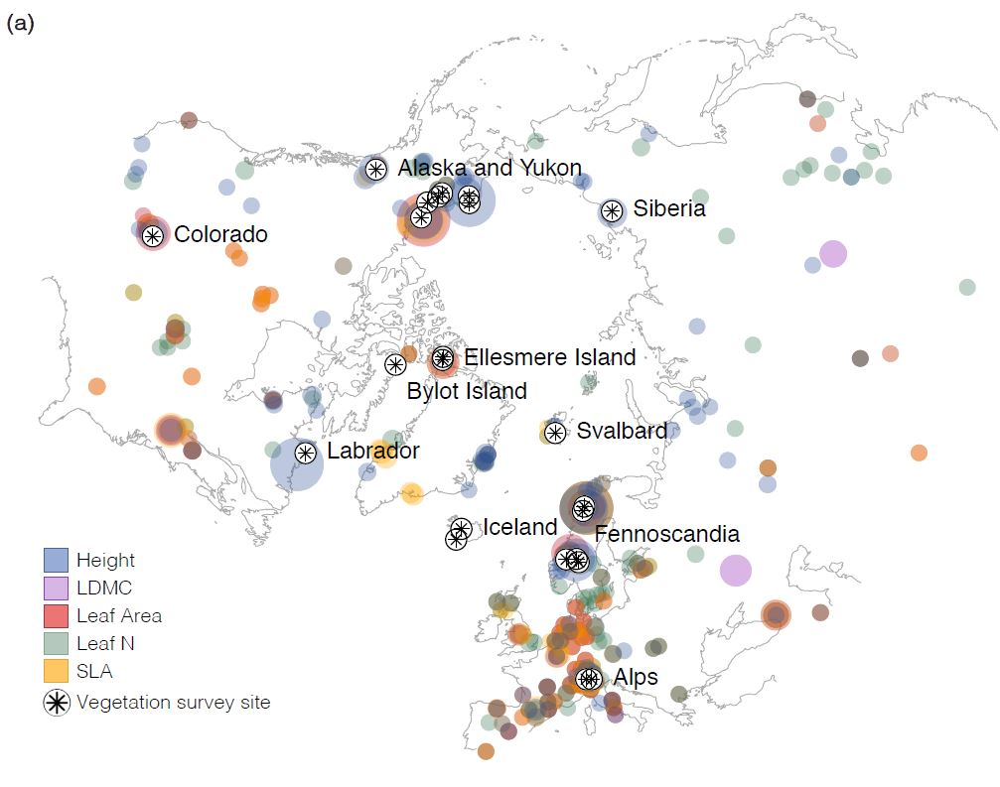 (a)
Alaska and Yukon
Siberia
Colorado
Ellesmere Island
Bylot Island
Svalbard
Labrador
Iceland
Fennoscandia
Alps
Height
LDMC
Leaf Area
Leaf N
SLA
Vegetation survey site